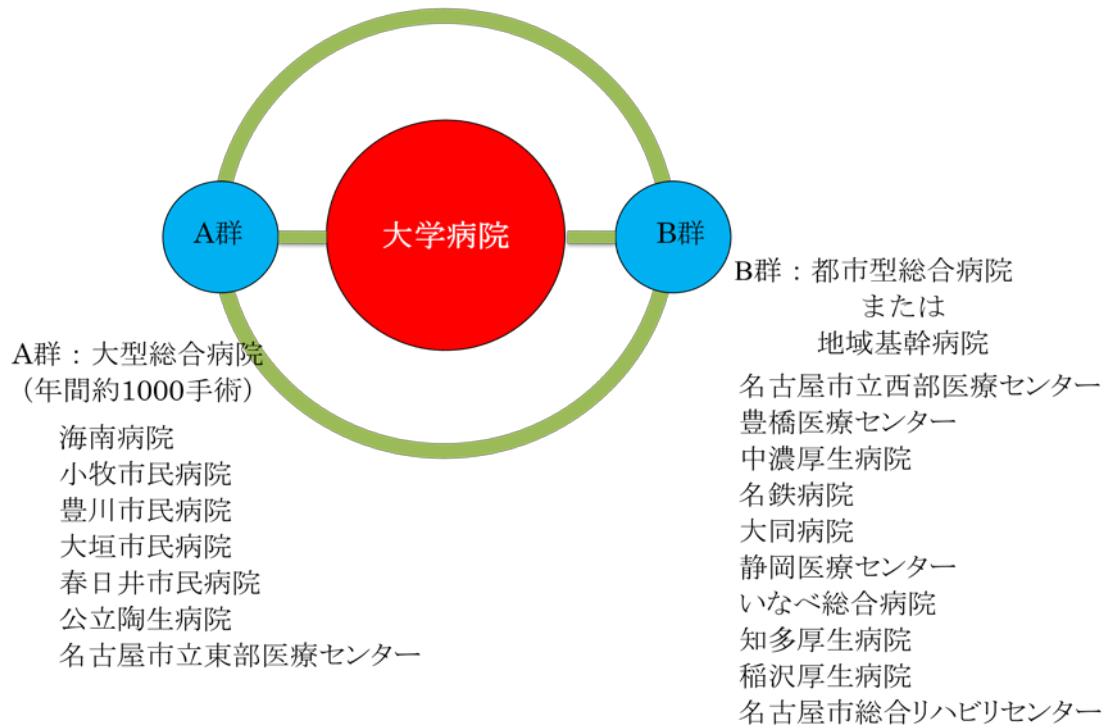 A群
大学病院
B群
A群：大型総合病院
（年間約1000手術）
海南病院
小牧市民病院
豊川市民病院
大垣市民病院
春日井市民病院
公立陶生病院
名古屋市立東部医療センター
B群：都市型総合病院
または
地域基幹病院
名古屋市立西部医療センター
豊橋医療センター
中濃厚生病院
名鉄病院
大同病院
静岡医療センター
いなべ総合病院
知多厚生病院
稲沢厚生病院
名古屋市総合リハビリセンター